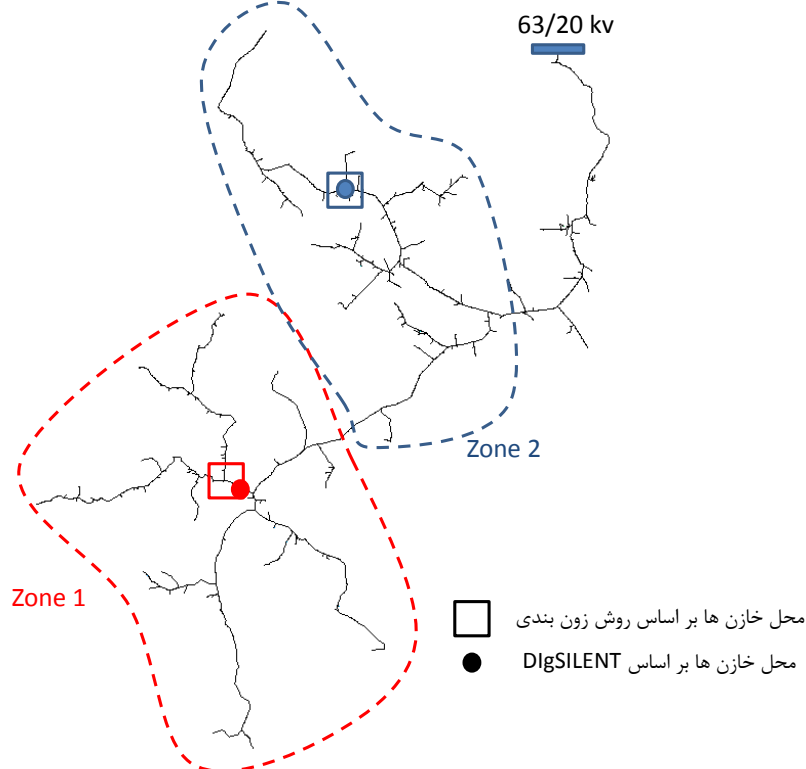 63/20 kv
Zone 2
Zone 1
محل خازن ها بر اساس روش زون بندی
محل خازن ها بر اساس DIgSILENT